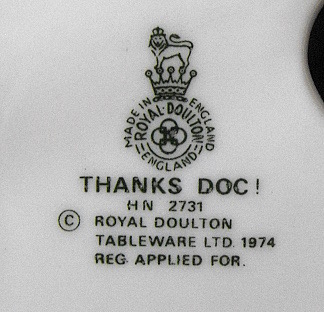 MADE IN ENGLAND
ROYAL·DOULTON
ENGLAND
THANKS DOC!
HN 2731
© ROYAL DOULTON
TABLEWARE LTD. 1974
REG. APPLIED FOR.